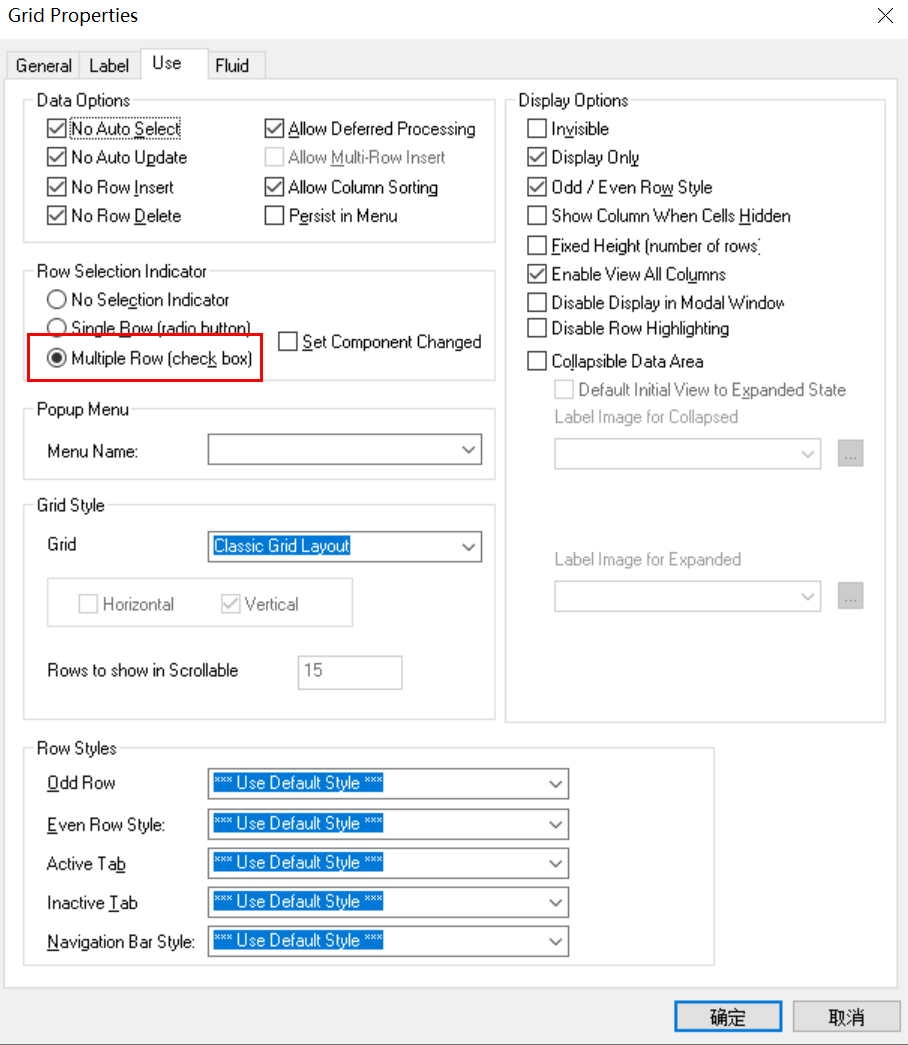 Grid Properties
General Label Use Fluid
Data Options
No Auto Select
Allow Deferred Processing
No Auto Update
Allow Multi-Row Insert
No Row Insert
Allow Column Sorting
No Row Delete
Persist in Menu
Row Selection Indicator
No Selection Indicator
Single Row (radio button)
Set Component Changed
Multiple Row (check box)
Popup Menu
Menu Name:
Grid Style
Grid
Classic Grid Layout
Horizontal
Vertical
Rows to show in Scrollable
15
Display Options
Invisible
Display Only
Odd / Even Row Style
Show Column When Cells Hidden
Fixed Height (number of rows)
Enable View All Columns
Disable Display in Modal Window
Disable Row Highlighting
Collapsible Data Area
Default Initial View to Expanded State
Label Image for Collapsed
...
Label Image for Expanded
...
Row Styles
Odd Row
*** Use Default Style ***
Even Row Style:
*** Use Default Style ***
Active Tab
*** Use Default Style ***
Inactive Tab
*** Use Default Style ***
Navigation Bar Style:
*** Use Default Style ***
确定
取消